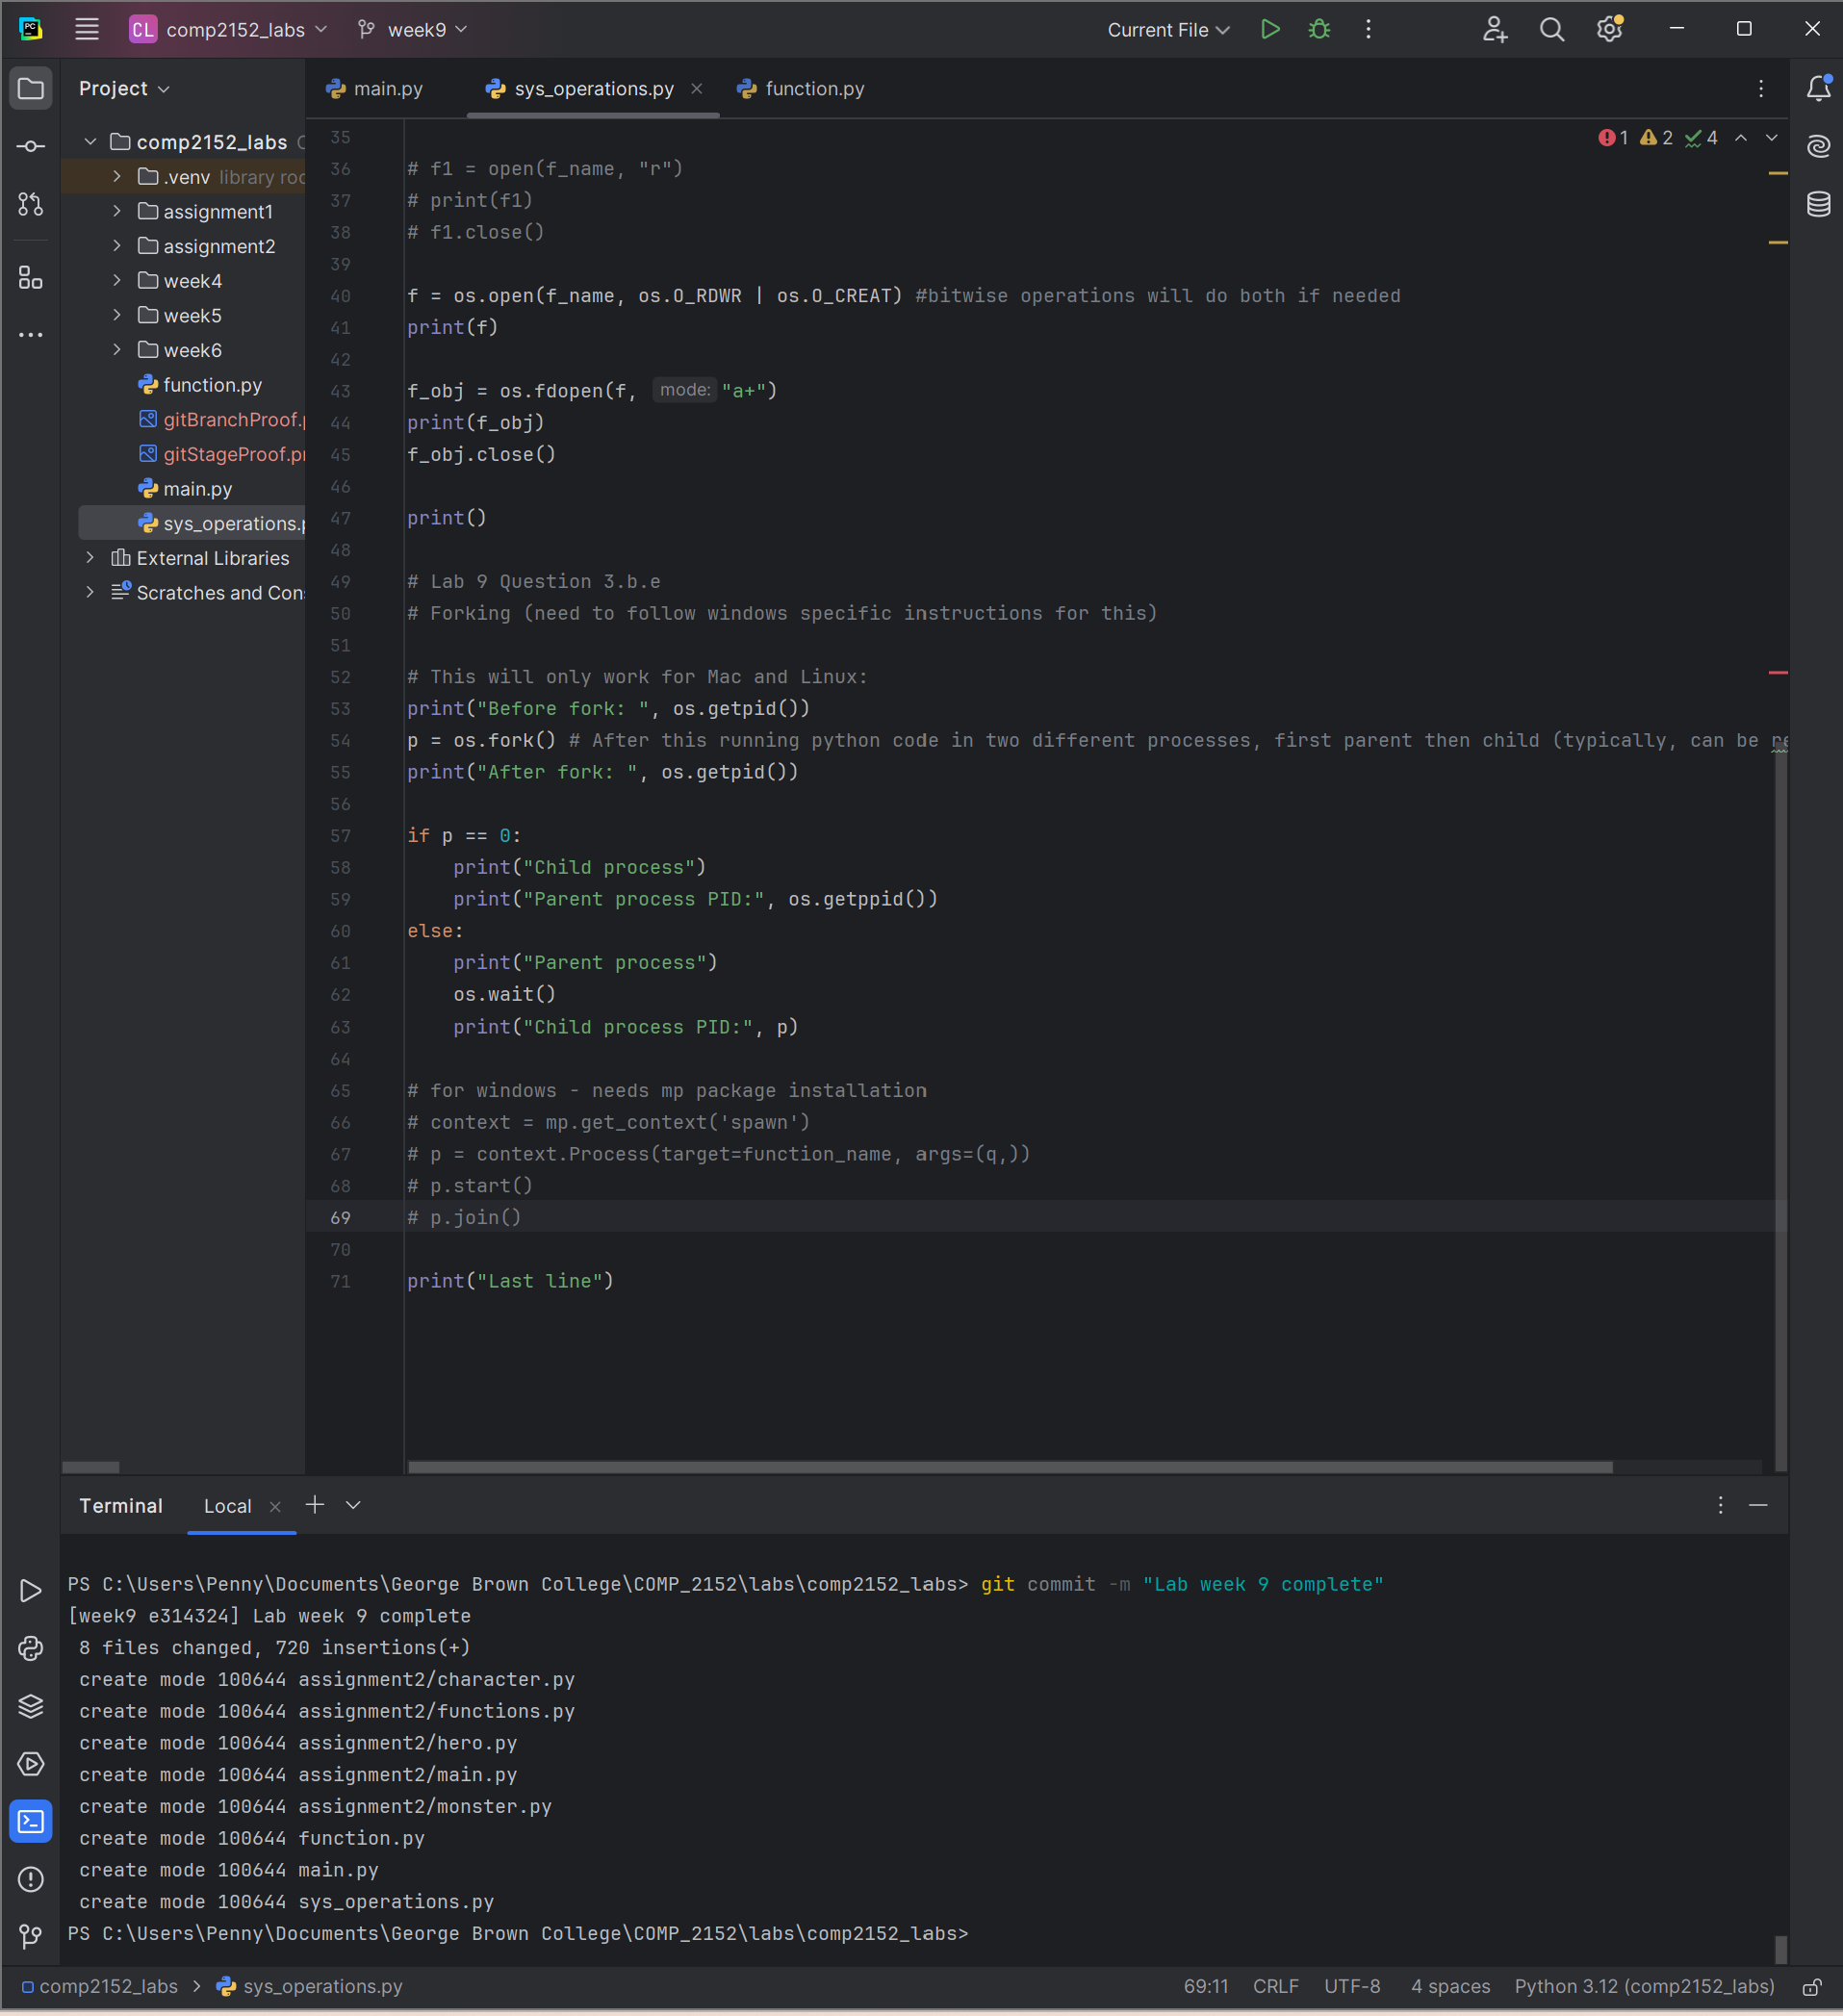 PC
CL comp2152_labs week9 Current File
Project main.py sys_operations.py function.py
comp2152_labs
.venv library
assignment1
assignment2
week4
week5
week6
function.py
gitBranchProof.
gitStageProof.
main.py
sys_operations.
External Libraries
Scratches and
1 2 4
35
36 # f1 = open(f_name, "r")
37 # print(f1)
38 # f1.close()
39
40 f = os.open(f_name, os.O_RDWR | os.O_CREAT) #bitwise operations will do both if needed
41 print(f)
42
43 f_obj = os.fdopen(f, mode: "a+")
44 print(f_obj)
45 f_obj.close()
46
47 print()
48
49 # Lab 9 Question 3.b.e
50 # Forking (need to follow windows specific instructions for this)
51
52 # This will only work for Mac and Linux:
53 print("Before fork: ", os.getpid())
54 p = os.fork() # After this running python code in two different processes, first parent then child (typically, can be
55 print("After fork: ", os.getpid())
56
57 if p == 0:
58 print("Child process")
59 print("Parent process PID:", os.getppid())
60 else:
61 print("Parent process")
62 os.wait()
63 print("Child process PID:", p)
64
65 # for windows - needs mp package installation
66 # context = mp.get_context('spawn')
67 # p = context.Process(target=function_name, args=(q,))
68 # p.start()
69 # p.join()
70
71 print("Last line")
Terminal Local
PS C:\Users\Penny\Documents\George Brown College\COMP_2152\labs\comp2152_labs> git commit -m "Lab week 9 complete"
[week9 e314324] Lab week 9 complete
8 files changed, 720 insertions(+)
create mode 100644 assignment2/character.py
create mode 100644 assignment2/functions.py
create mode 100644 assignment2/hero.py
create mode 100644 assignment2/main.py
create mode 100644 assignment2/monster.py
create mode 100644 function.py
create mode 100644 main.py
create mode 100644 sys_operations.py
PS C:\Users\Penny\Documents\George Brown College\COMP_2152\labs\comp2152_labs>
comp2152_labs > sys_operations.py 69:11 CRLF UTF-8 4 spaces Python 3.12 (comp2152_labs)